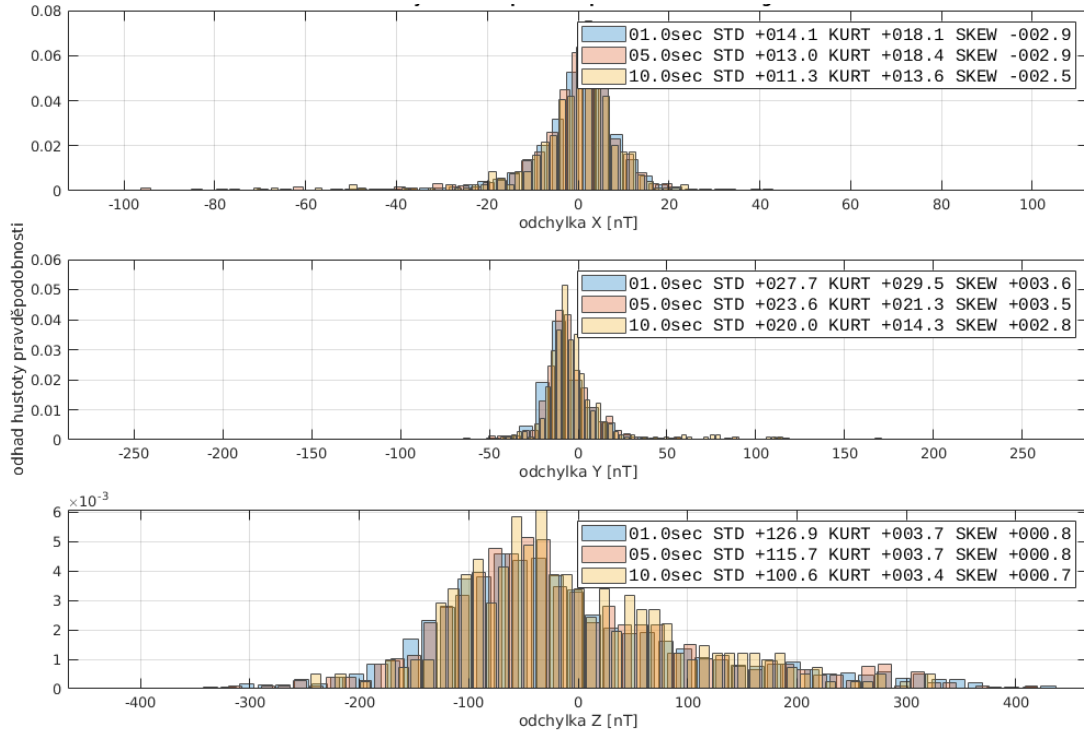 0.08
0.06
0.04
0.02
0
01.0sec STD +014.1 KURT +018.1 SKEW -002.9
05.0sec STD +013.0 KURT +018.4 SKEW -002.9
10.0sec STD +011.3 KURT +013.6 SKEW -002.5
-100 -80 -60 -40 -20 0 20 40 60 80 100
odchylka X [nT]
odhad hustoty pravděpodobnosti
0.06
0.05
0.04
0.03
0.02
0.01
0
01.0sec STD +027.7 KURT +029.5 SKEW +003.6
05.0sec STD +023.6 KURT +021.3 SKEW +003.5
10.0sec STD +020.0 KURT +014.3 SKEW +002.8
-250 -200 -150 -100 -50 0 50 100 150 200 250
odchylka Y [nT]
×10⁻³
6
5
4
3
2
1
0
01.0sec STD +126.9 KURT +003.7 SKEW +000.8
05.0sec STD +115.7 KURT +003.7 SKEW +000.8
10.0sec STD +100.6 KURT +003.4 SKEW +000.7
-400 -300 -200 -100 0 100 200 300 400
odchylka Z [nT]